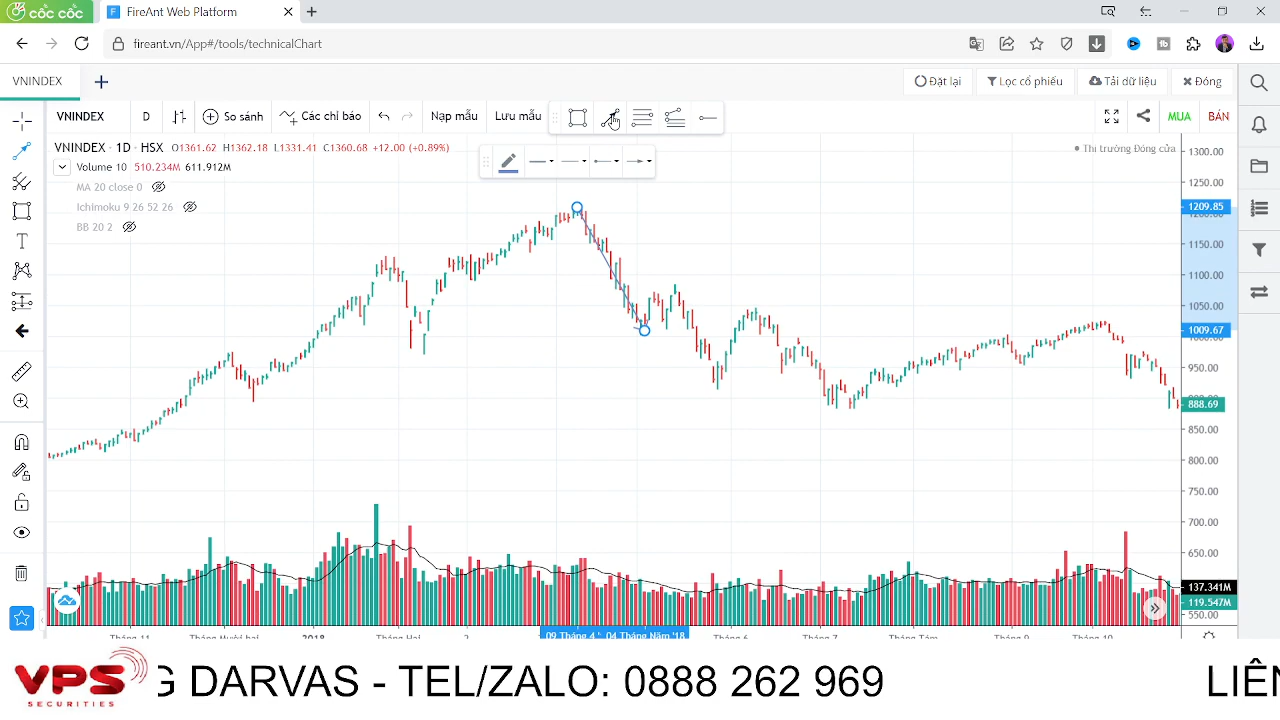 CỐC CỐC
FireAnt Web Platform
fireant.vn/App#/tools/technicalChart
VNINDEX
Đặt lại
Lọc cổ phiếu
Tải dữ liệu
Đóng
VNINDEX
D
So sánh
Các chỉ báo
Nạp mẫu
Lưu mẫu
MUA
BÁN
VNINDEX · 1D · HSX O1361.62 H1362.18 L1331.41 C1360.68 +12.00 (+0.89%)
Thị trường Đóng cửa
Volume 10 510.234M 611.912M
MA 20 close 0
Ichimoku 9 26 52 26
BB 20 2
1300.00
1250.00
1209.85
1150.00
1100.00
1050.00
1009.67
950.00
888.69
850.00
800.00
750.00
700.00
650.00
137.341M
119.547M
550.00
Tháng 11
Tháng Mười hai
2018
Tháng Hai
09 Tháng 4 '
04 Tháng Năm '18
Tháng 6
Tháng 7
Tháng Tám
Tháng 9
Tháng 10
VPS
SECURITIES
G DARVAS - TEL/ZALO: 0888 262 969
LIÊN